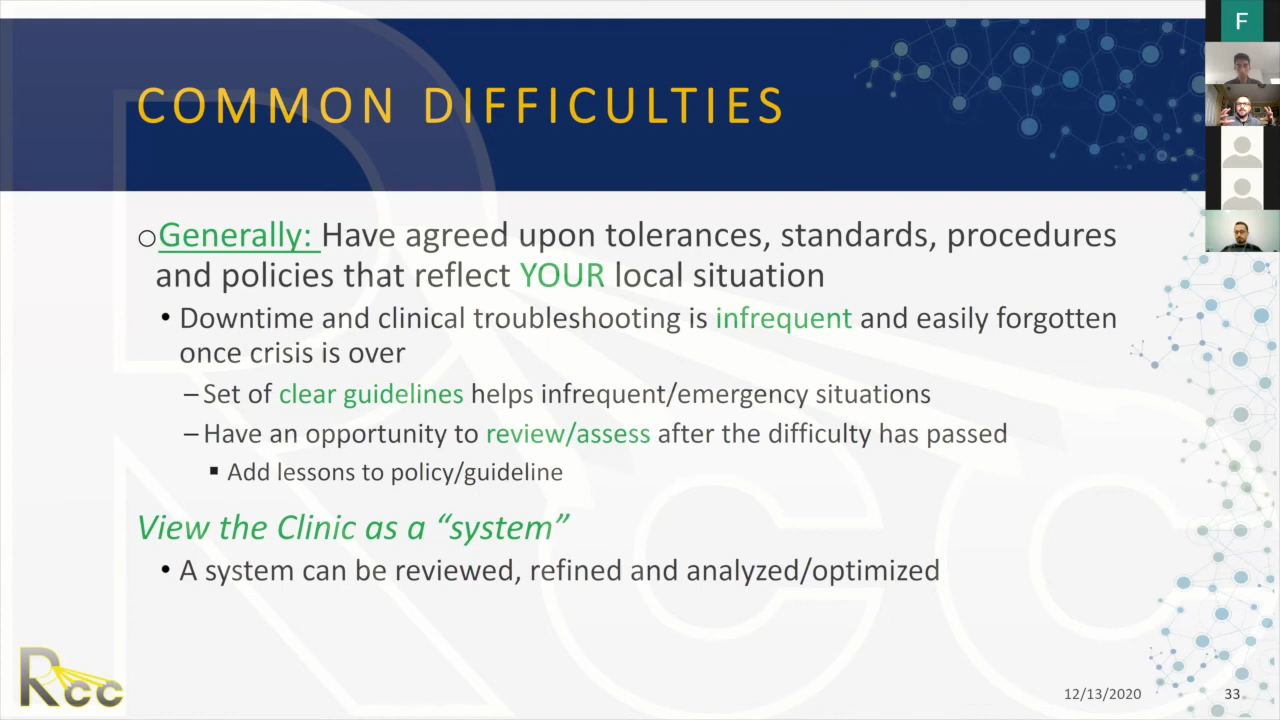 F
COMMON DIFFICULTIES
oGenerally: Have agreed upon tolerances, standards, procedures
and policies that reflect YOUR local situation
• Downtime and clinical troubleshooting is infrequent and easily forgotten
once crisis is over
–Set of clear guidelines helps infrequent/emergency situations
–Have an opportunity to review/assess after the difficulty has passed
▪ Add lessons to policy/guideline
View the Clinic as a “system”
• A system can be reviewed, refined and analyzed/optimized
Rcc
12/13/2020 33